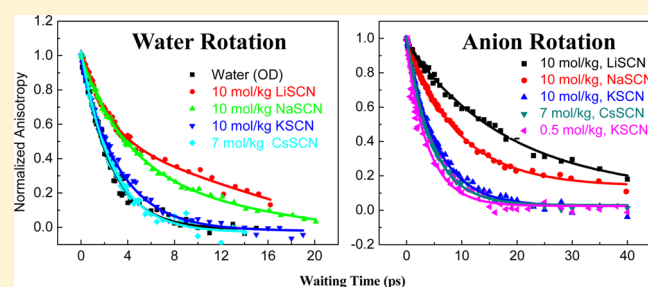 Water Rotation
Water (OD)
10 mol/kg LiSCN
10 mol/kg NaSCN
10 mol/kg KSCN
7 mol/kg CsSCN
Normalized Anisotropy
1.2
1.0
0.8
0.6
0.4
0.2
0.0
0 4 8 12 16 20
Anion Rotation
10 mol/kg, LiSCN
10 mol/kg, NaSCN
10 mol/kg, KSCN
7 mol/kg, CsSCN
0.5 mol/kg, KSCN
1.0
0.8
0.6
0.4
0.2
0.0
-0.2
0 10 20 30 40
Waiting Time (ps)